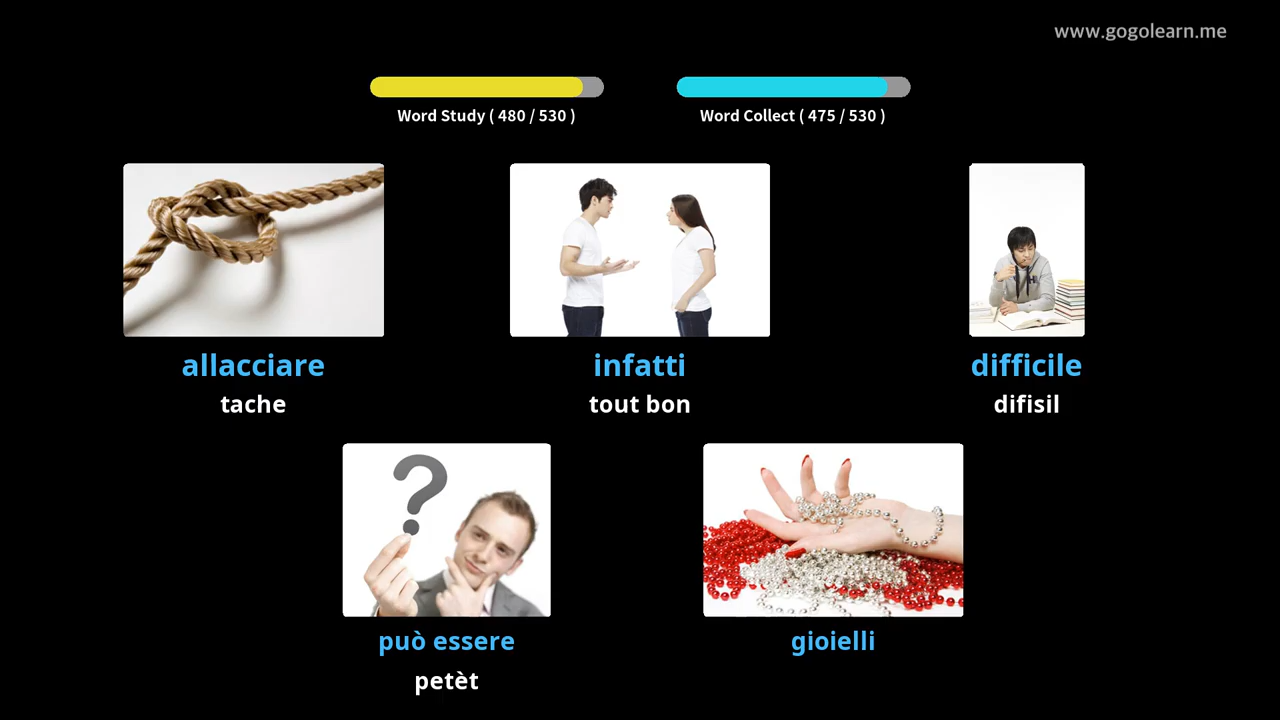 www.gogolearn.me
Word Study ( 480 / 530 )
Word Collect ( 475 / 530 )
allacciare
tache
infatti
tout bon
difficile
difisil
può essere
petèt
gioielli